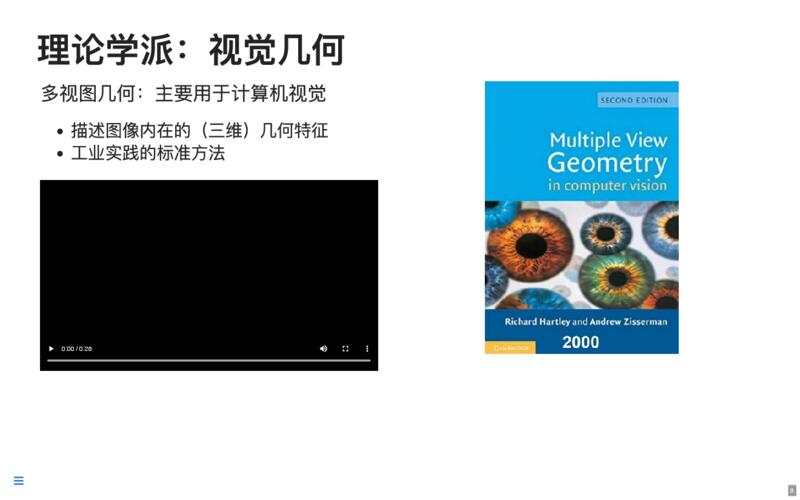 理论学派：视觉几何
多视图几何：主要用于计算机视觉
描述图像内在的（三维）几何特征
工业实践的标准方法
0:00 / 0:26
SECOND EDITION
Multiple View
Geometry
in computer vision
Richard Hartley and Andrew Zisserman
CAMBRIDGE
2000